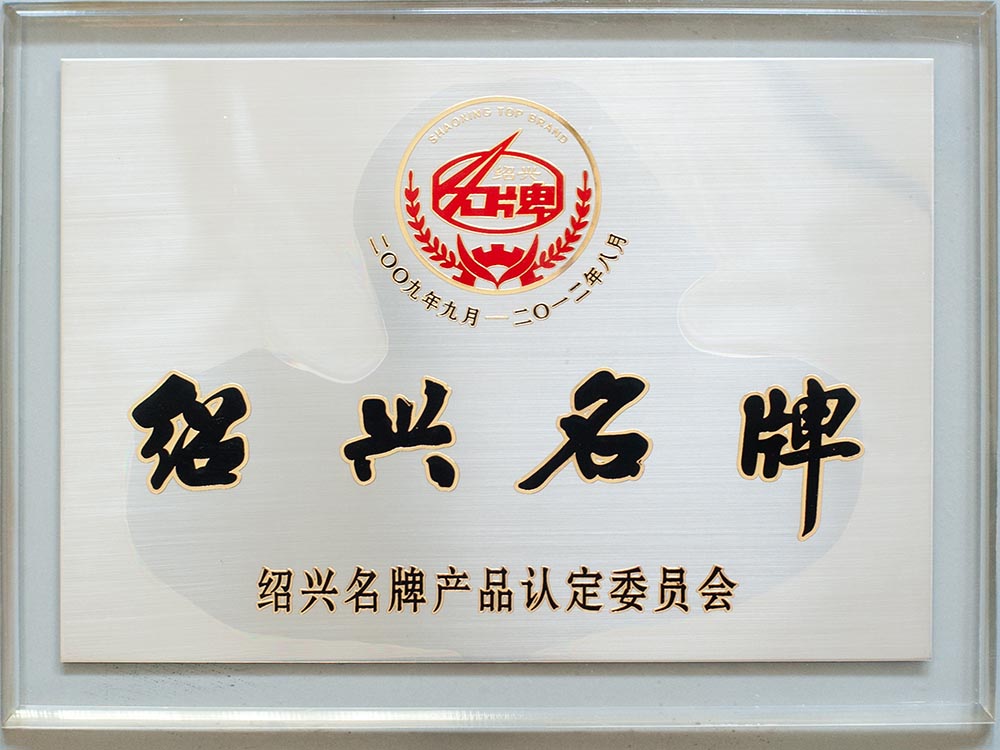 SHAOXING TOP BRAND
绍兴
名牌
二〇〇九年九月—二〇一二年八月
绍兴名牌
绍兴名牌产品认定委员会